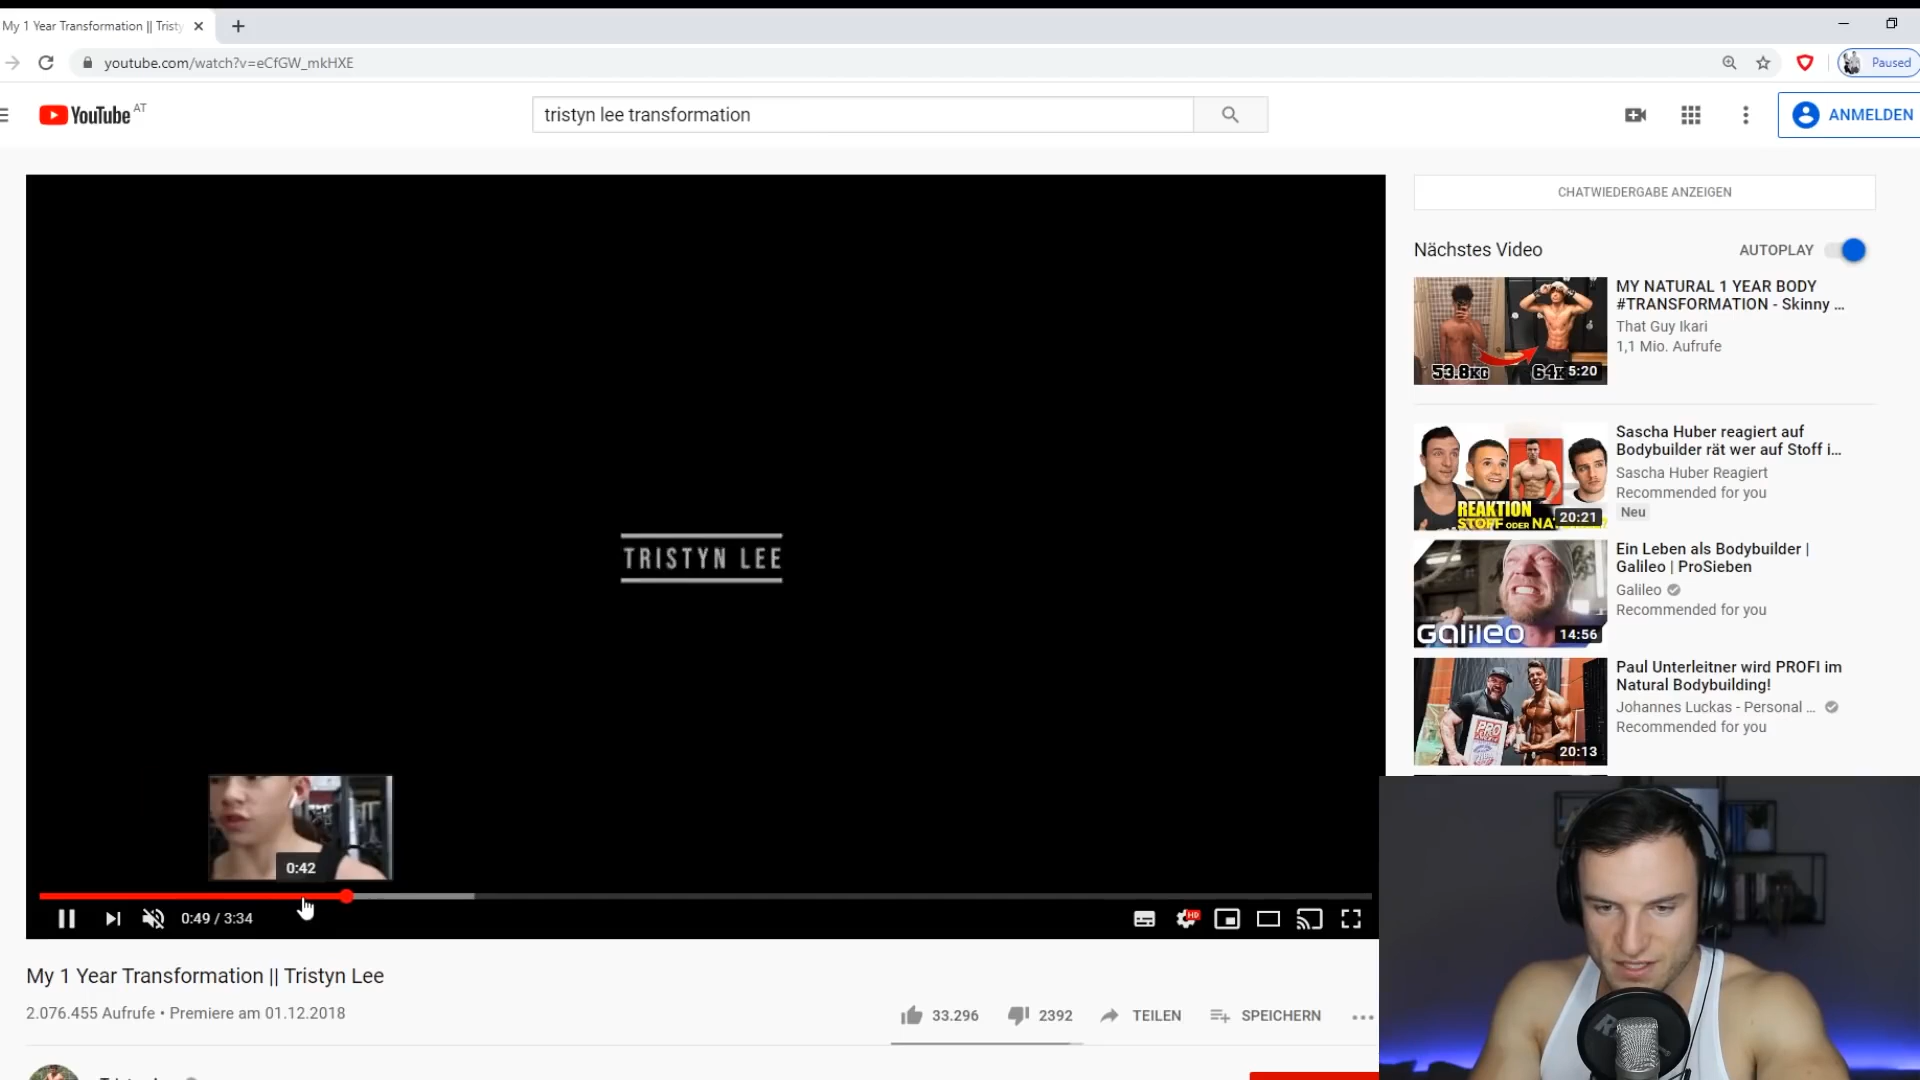 My 1 Year Transformation || Tristy
youtube.com/watch?v=eCfGW_mkHXE
Paused
YouTube AT
tristyn lee transformation
ANMELDEN
CHATWIEDERGABE ANZEIGEN
Nächstes Video
AUTOPLAY
MY NATURAL 1 YEAR BODY
#TRANSFORMATION - Skinny ...
That Guy Ikari
1,1 Mio. Aufrufe
53.8KG
5:20
Sascha Huber reagiert auf
Bodybuilder rät wer auf Stoff i...
Sascha Huber Reagiert
Recommended for you
Neu
REAKTION
STOFF ODER
20:21
Ein Leben als Bodybuilder |
Galileo | ProSieben
Galileo
Recommended for you
Galileo
14:56
Paul Unterleitner wird PROFI im
Natural Bodybuilding!
Johannes Luckas - Personal ...
Recommended for you
PRO
20:13
TRISTYN LEE
0:42
0:49 / 3:34
HD
My 1 Year Transformation || Tristyn Lee
2.076.455 Aufrufe • Premiere am 01.12.2018
33.296
2392
TEILEN
SPEICHERN